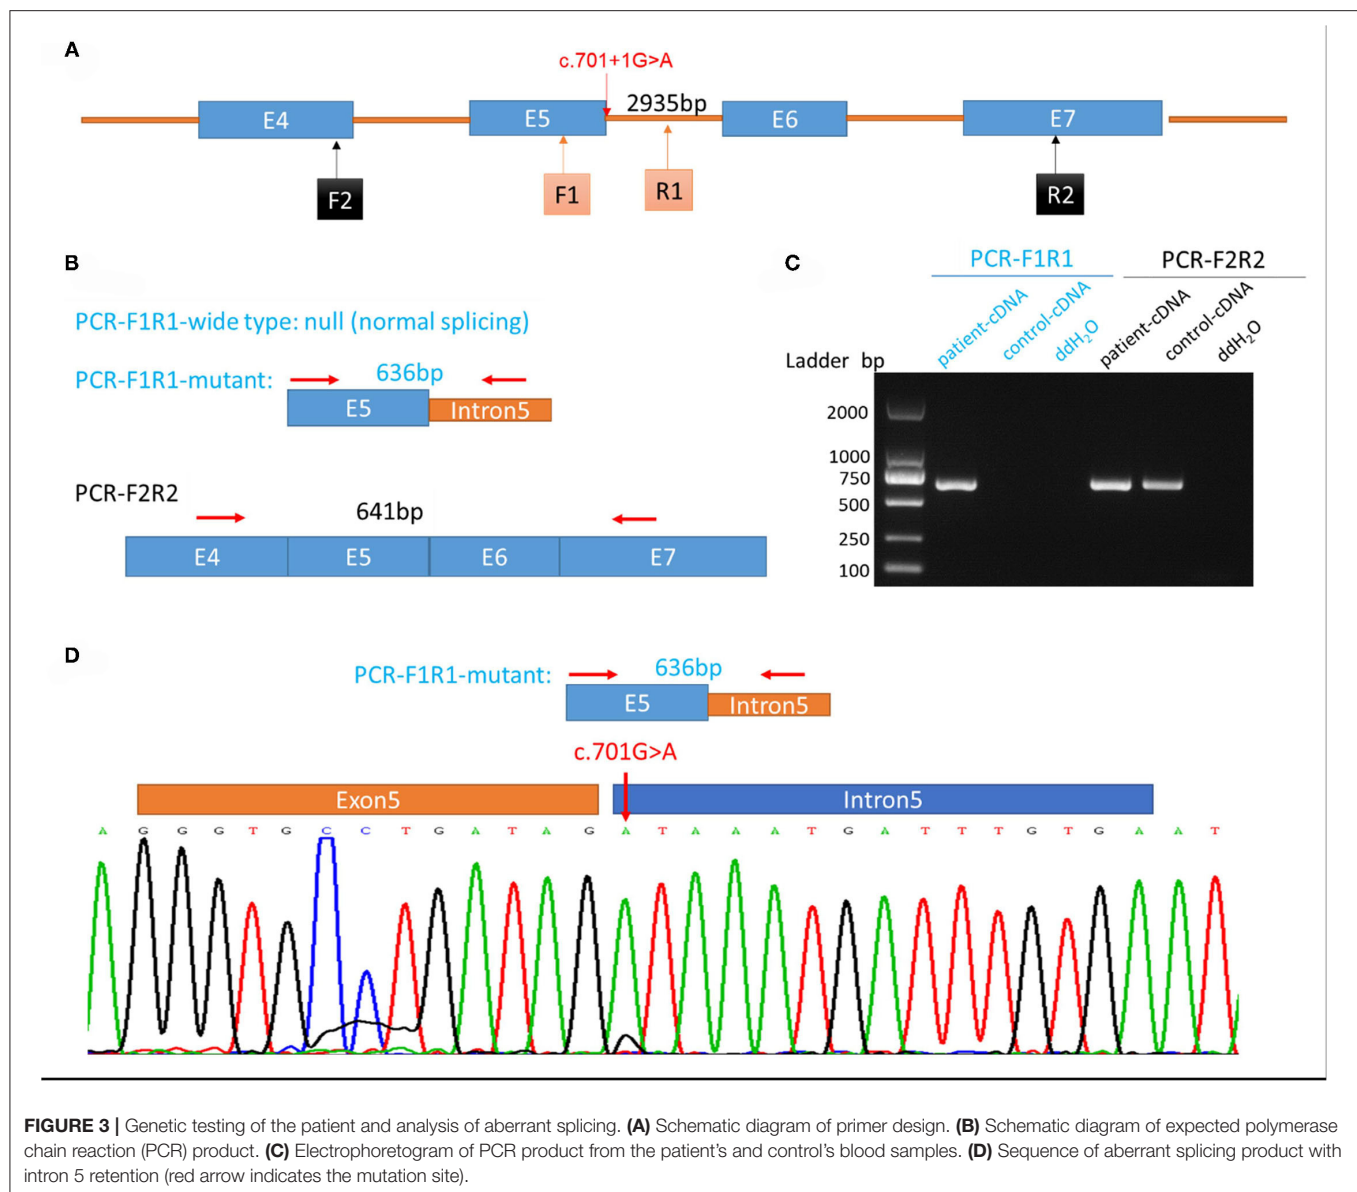 A
c.701+1G>A
2935bp
E4
E5
E6
E7
F2
F1
R1
R2
B
PCR-F1R1-wide type: null (normal splicing)
PCR-F1R1-mutant:
636bp
E5
Intron5
PCR-F2R2
641bp
E4
E5
E6
E7
C
PCR-F1R1
PCR-F2R2
patient-cDNA
control-cDNA
ddH₂O
patient-cDNA
control-cDNA
ddH₂O
Ladder bp
2000
1000
750
500
250
100
D
PCR-F1R1-mutant:
636bp
E5
Intron5
c.701G>A
Exon5
Intron5
A G G G T G C C T G A T A G A T A A A T G A T T T G T G A A T
FIGURE 3 | Genetic testing of the patient and analysis of aberrant splicing. (A) Schematic diagram of primer design. (B) Schematic diagram of expected polymerase
chain reaction (PCR) product. (C) Electrophoretogram of PCR product from the patient's and control's blood samples. (D) Sequence of aberrant splicing product with
intron 5 retention (red arrow indicates the mutation site).